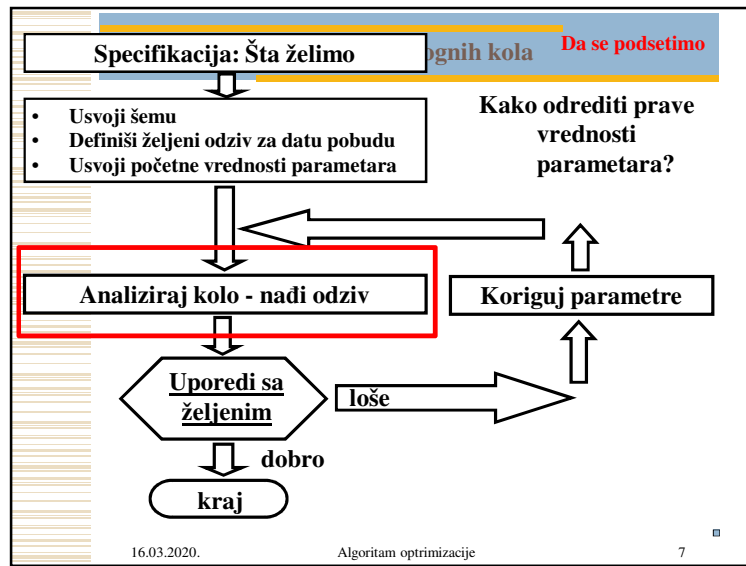 Specifikacija: Šta želimo
ognih kola
Da se podsetimo
• Usvoji šemu
• Definiši željeni odziv za datu pobudu
• Usvoji početne vrednosti parametara
Kako odrediti prave
vrednosti
parametara?
Analiziraj kolo - nađi odziv
Koriguj parametre
Uporedi sa
željenim
loše
dobro
kraj
16.03.2020.
Algoritam optrimizacije
7